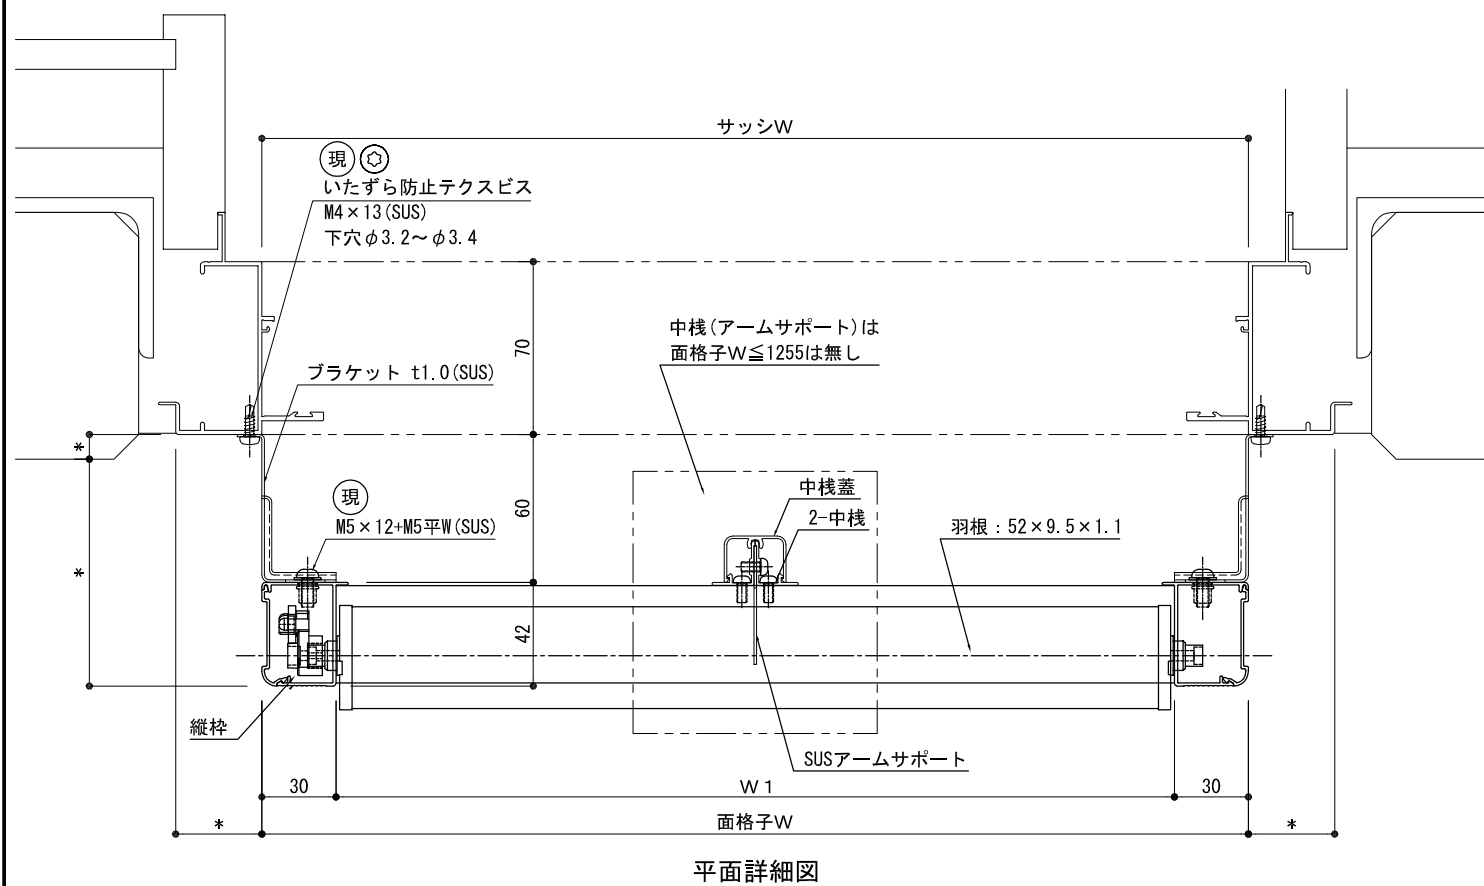 サッシW
現
いたずら防止テクスビス
M4×13(SUS)
下穴φ3.2～φ3.4
中桟(アームサポート)は
面格子W≦1255は無し
70
ブラケット t1.0(SUS)
*
現
M5×12+M5平W(SUS)
60
中桟蓋
2-中桟
羽根：52×9.5×1.1
*
42
縦枠
SUSアームサポート
30
W1
30
*
面格子W
*
平面詳細図